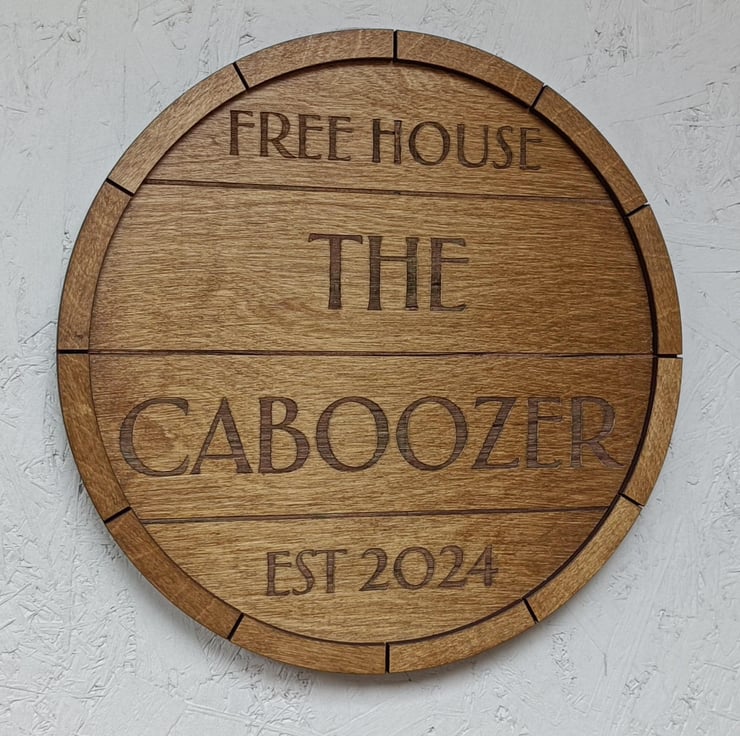 FREE HOUSE
THE
CABOOZER
EST 2024